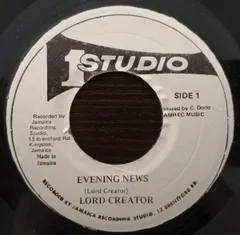 1 STUDIO
SIDE 1
Recorded by
Jamaica
Recording
Studio,
13 Brentford Rd.
Kingston,
Jamaica
Made in
Jamaica
by C. Dodd
JAMREC MUSIC
EVENING NEWS
(Lord Creator)
LORD CREATOR
RECORDED BY JAMAICA RECORDING STUDIO, 13 BRENTFORD RD.